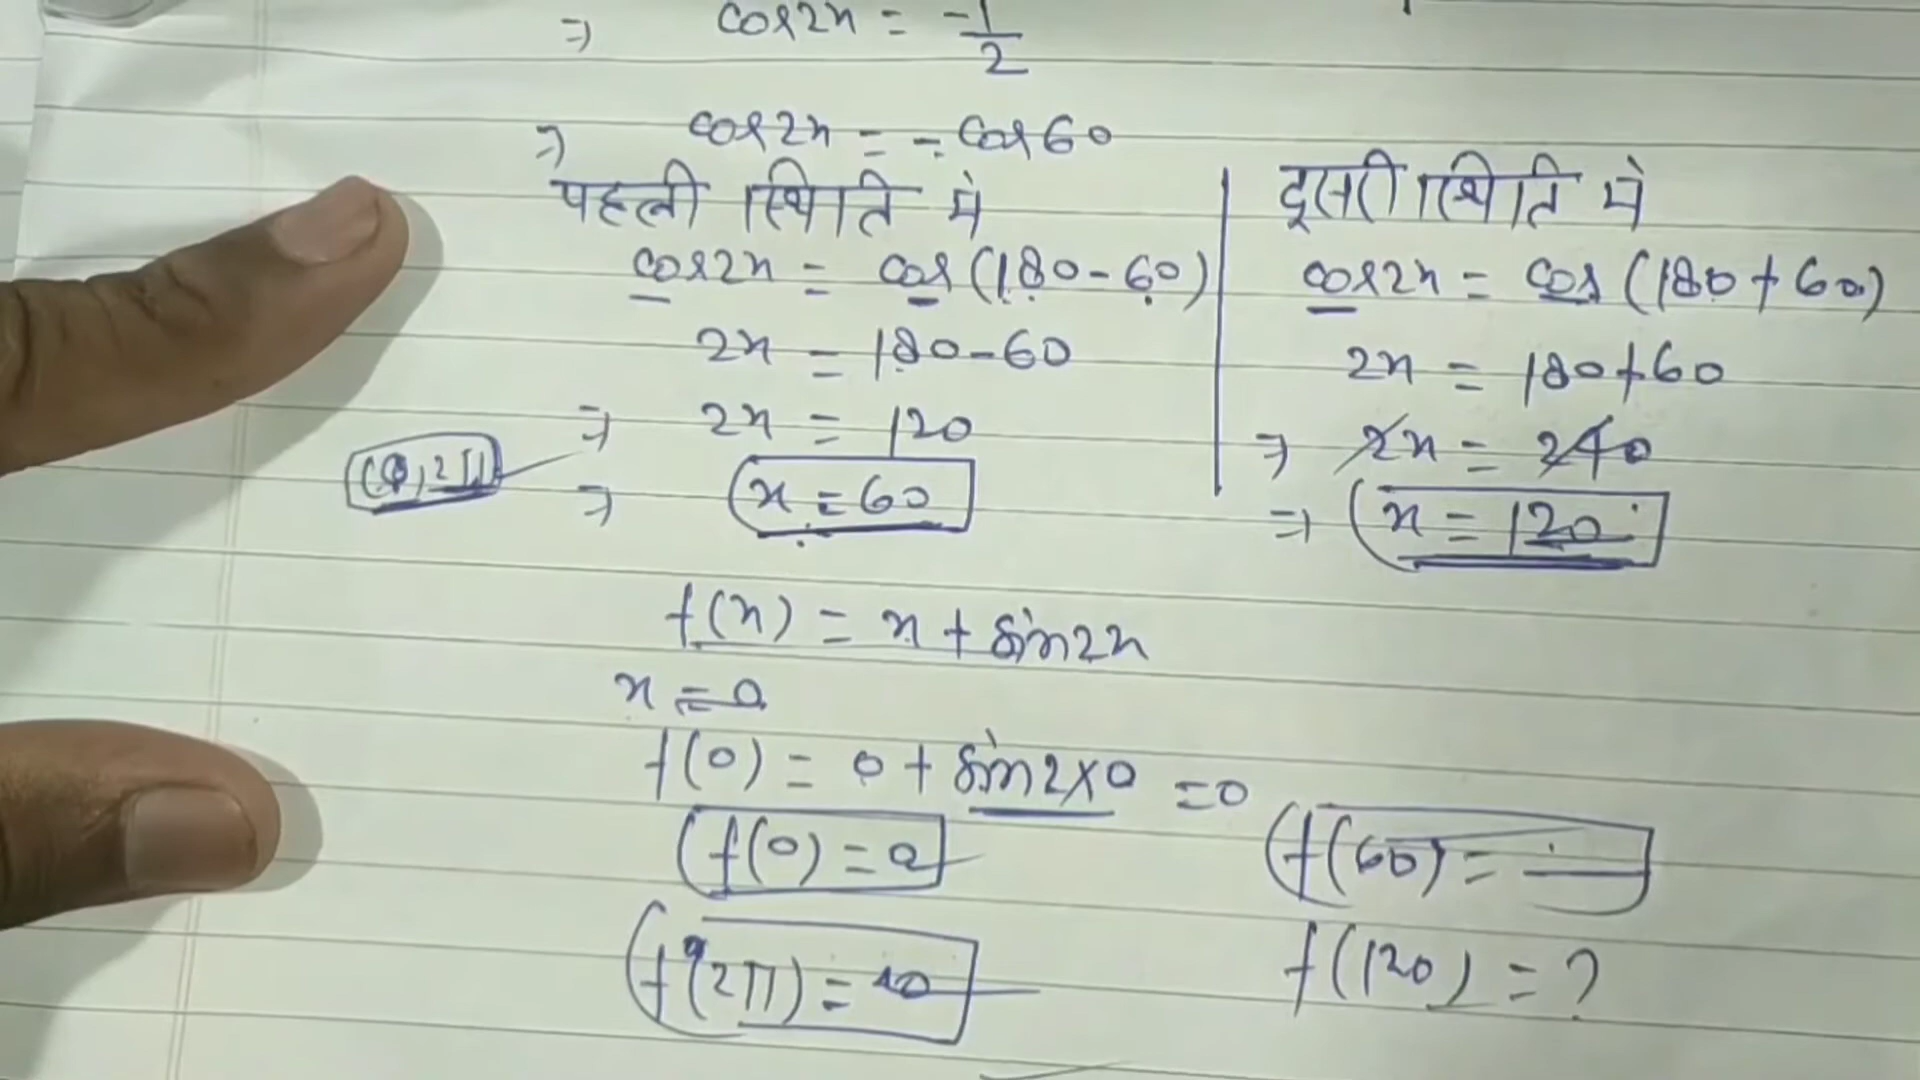 ⇒ cos2x = -1/2
⇒ cos2x = -cos60
पहली स्थिति में
cos2x = cos(180-60)
2x = 180-60
⇒ 2x = 120
(0,2π)
⇒ x = 60
दूसरी स्थिति में
cos2x = cos(180+60)
2x = 180+60
⇒ 2x = 240
⇒ x = 120
f(x) = x + sin2x
x = 0
f(0) = 0 + sin2×0 = 0
f(0) = 0
f(2π) =
f(60) =
f(120) = ?